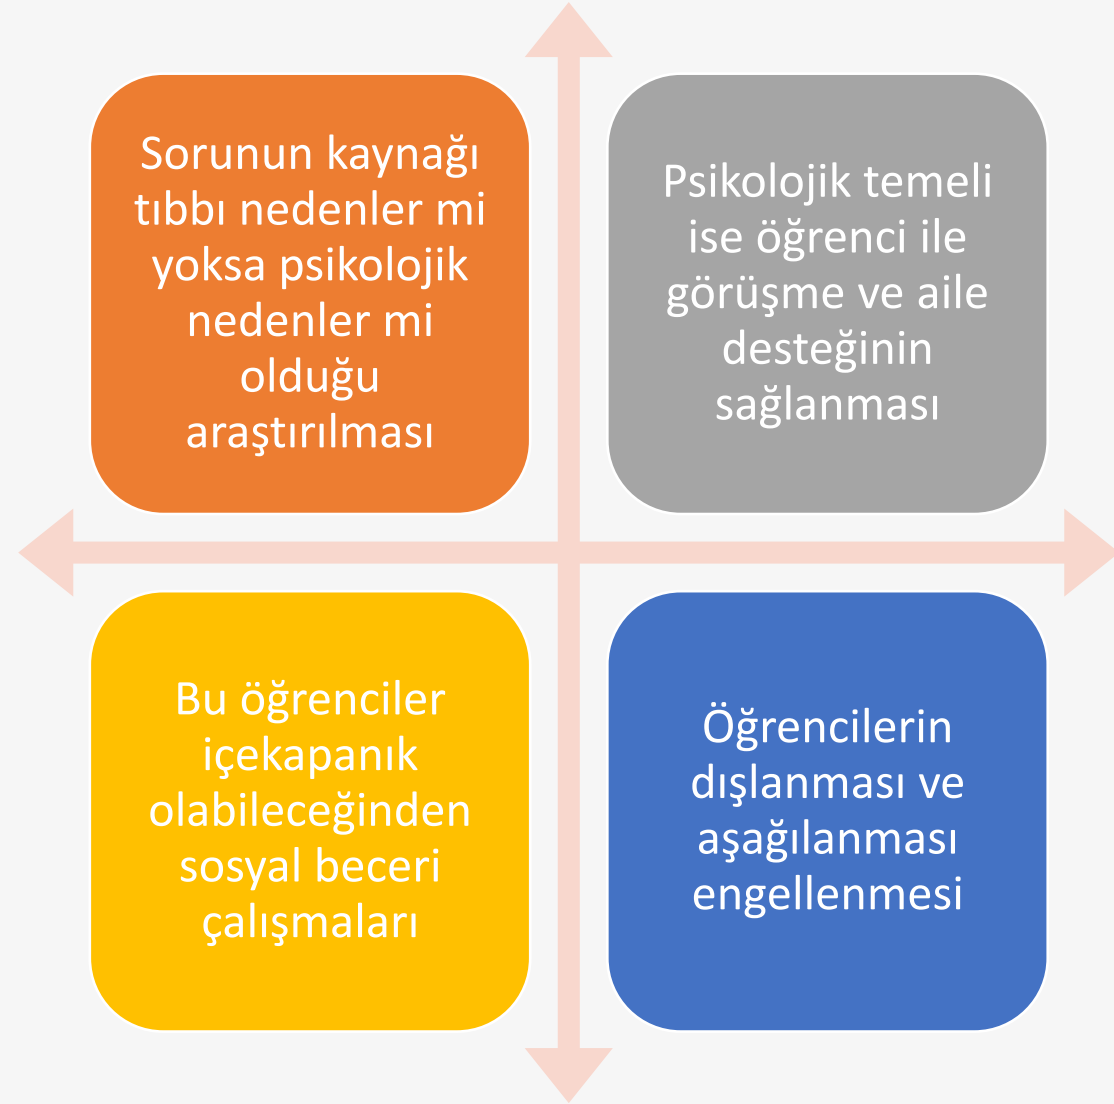 Sorunun kaynağı
tıbbı nedenler mi
yoksa psikolojik
nedenler mi
olduğu
araştırılması
Psikolojik temeli
ise öğrenci ile
görüşme ve aile
desteğinin
sağlanması
Bu öğrenciler
içekapanık
olabileceğinden
sosyal beceri
çalışmaları
Öğrencilerin
dışlanması ve
aşağılanması
engellenmesi